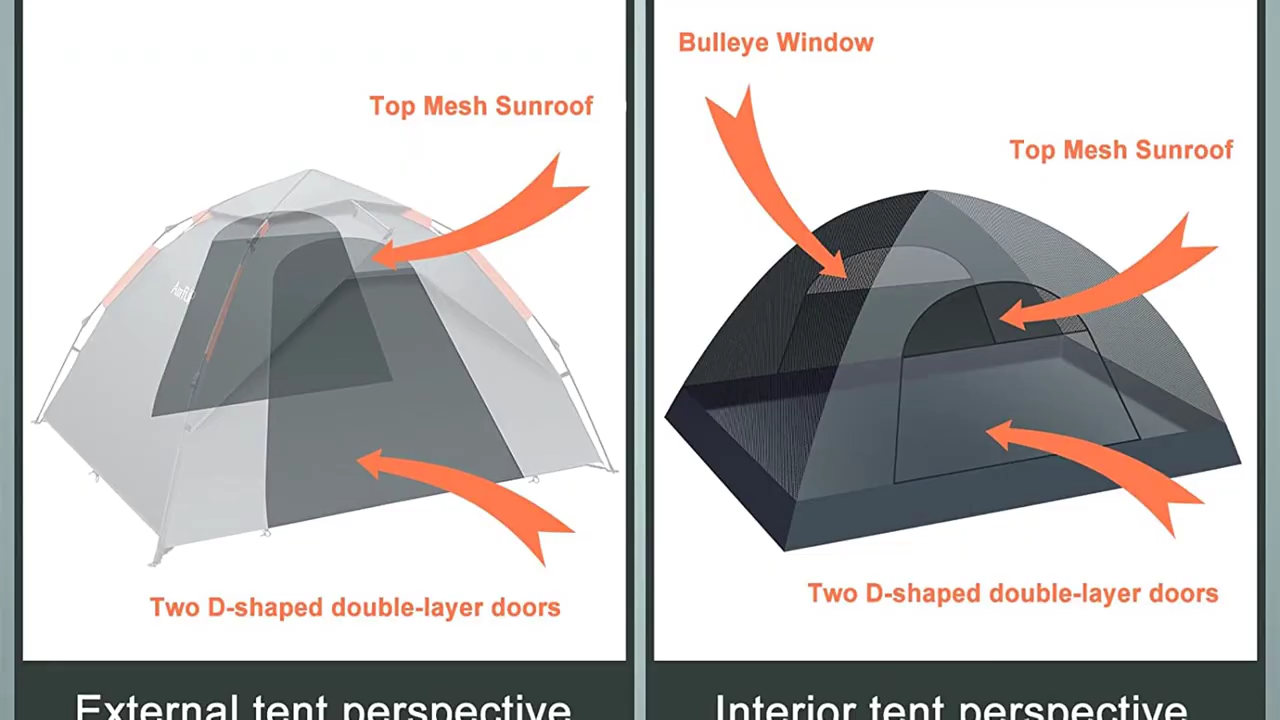 Top Mesh Sunroof
Two D-shaped double-layer doors
External tent perspective
Bulleye Window
Top Mesh Sunroof
Two D-shaped double-layer doors
Interior tent perspective